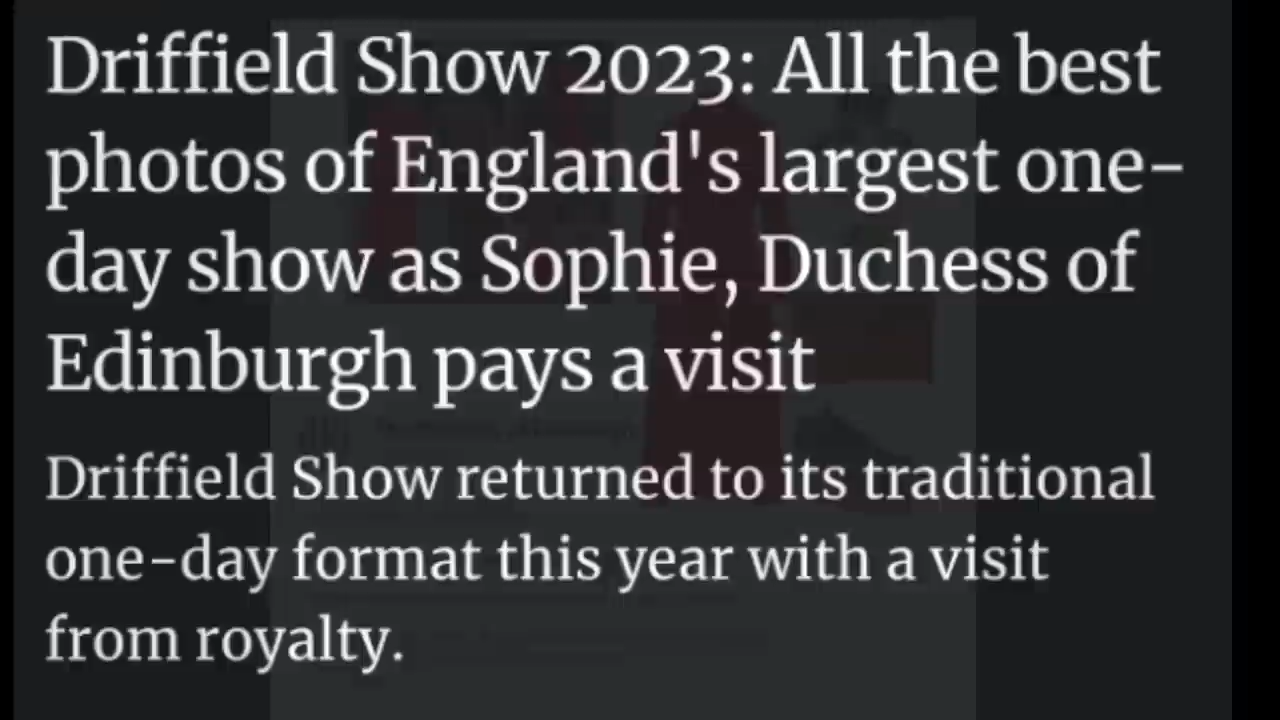 Driffield Show 2023: All the best
photos of England's largest one-
day show as Sophie, Duchess of
Edinburgh pays a visit
Driffield Show returned to its traditional
one-day format this year with a visit
from royalty.